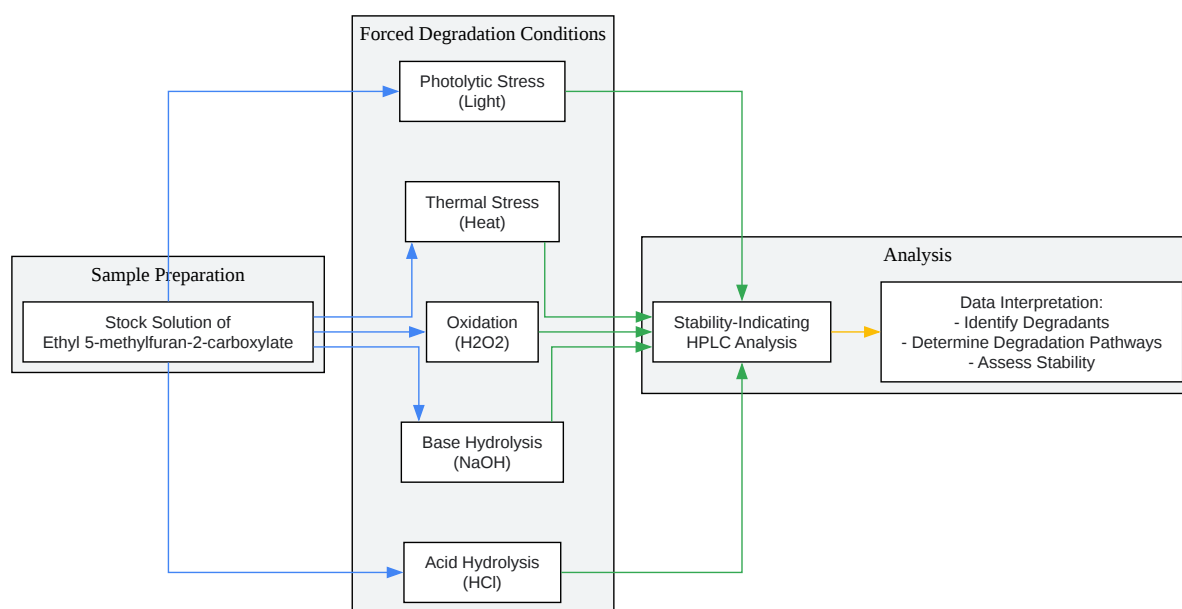 Forced Degradation Conditions
Photolytic Stress
(Light)
Thermal Stress
(Heat)
Sample Preparation
Stock Solution of
Ethyl 5-methylfuran-2-carboxylate
Oxidation
(H2O2)
Base Hydrolysis
(NaOH)
Acid Hydrolysis
(HCl)
Analysis
Stability-Indicating
HPLC Analysis
Data Interpretation:
- Identify Degradants
- Determine Degradation Pathways
- Assess Stability